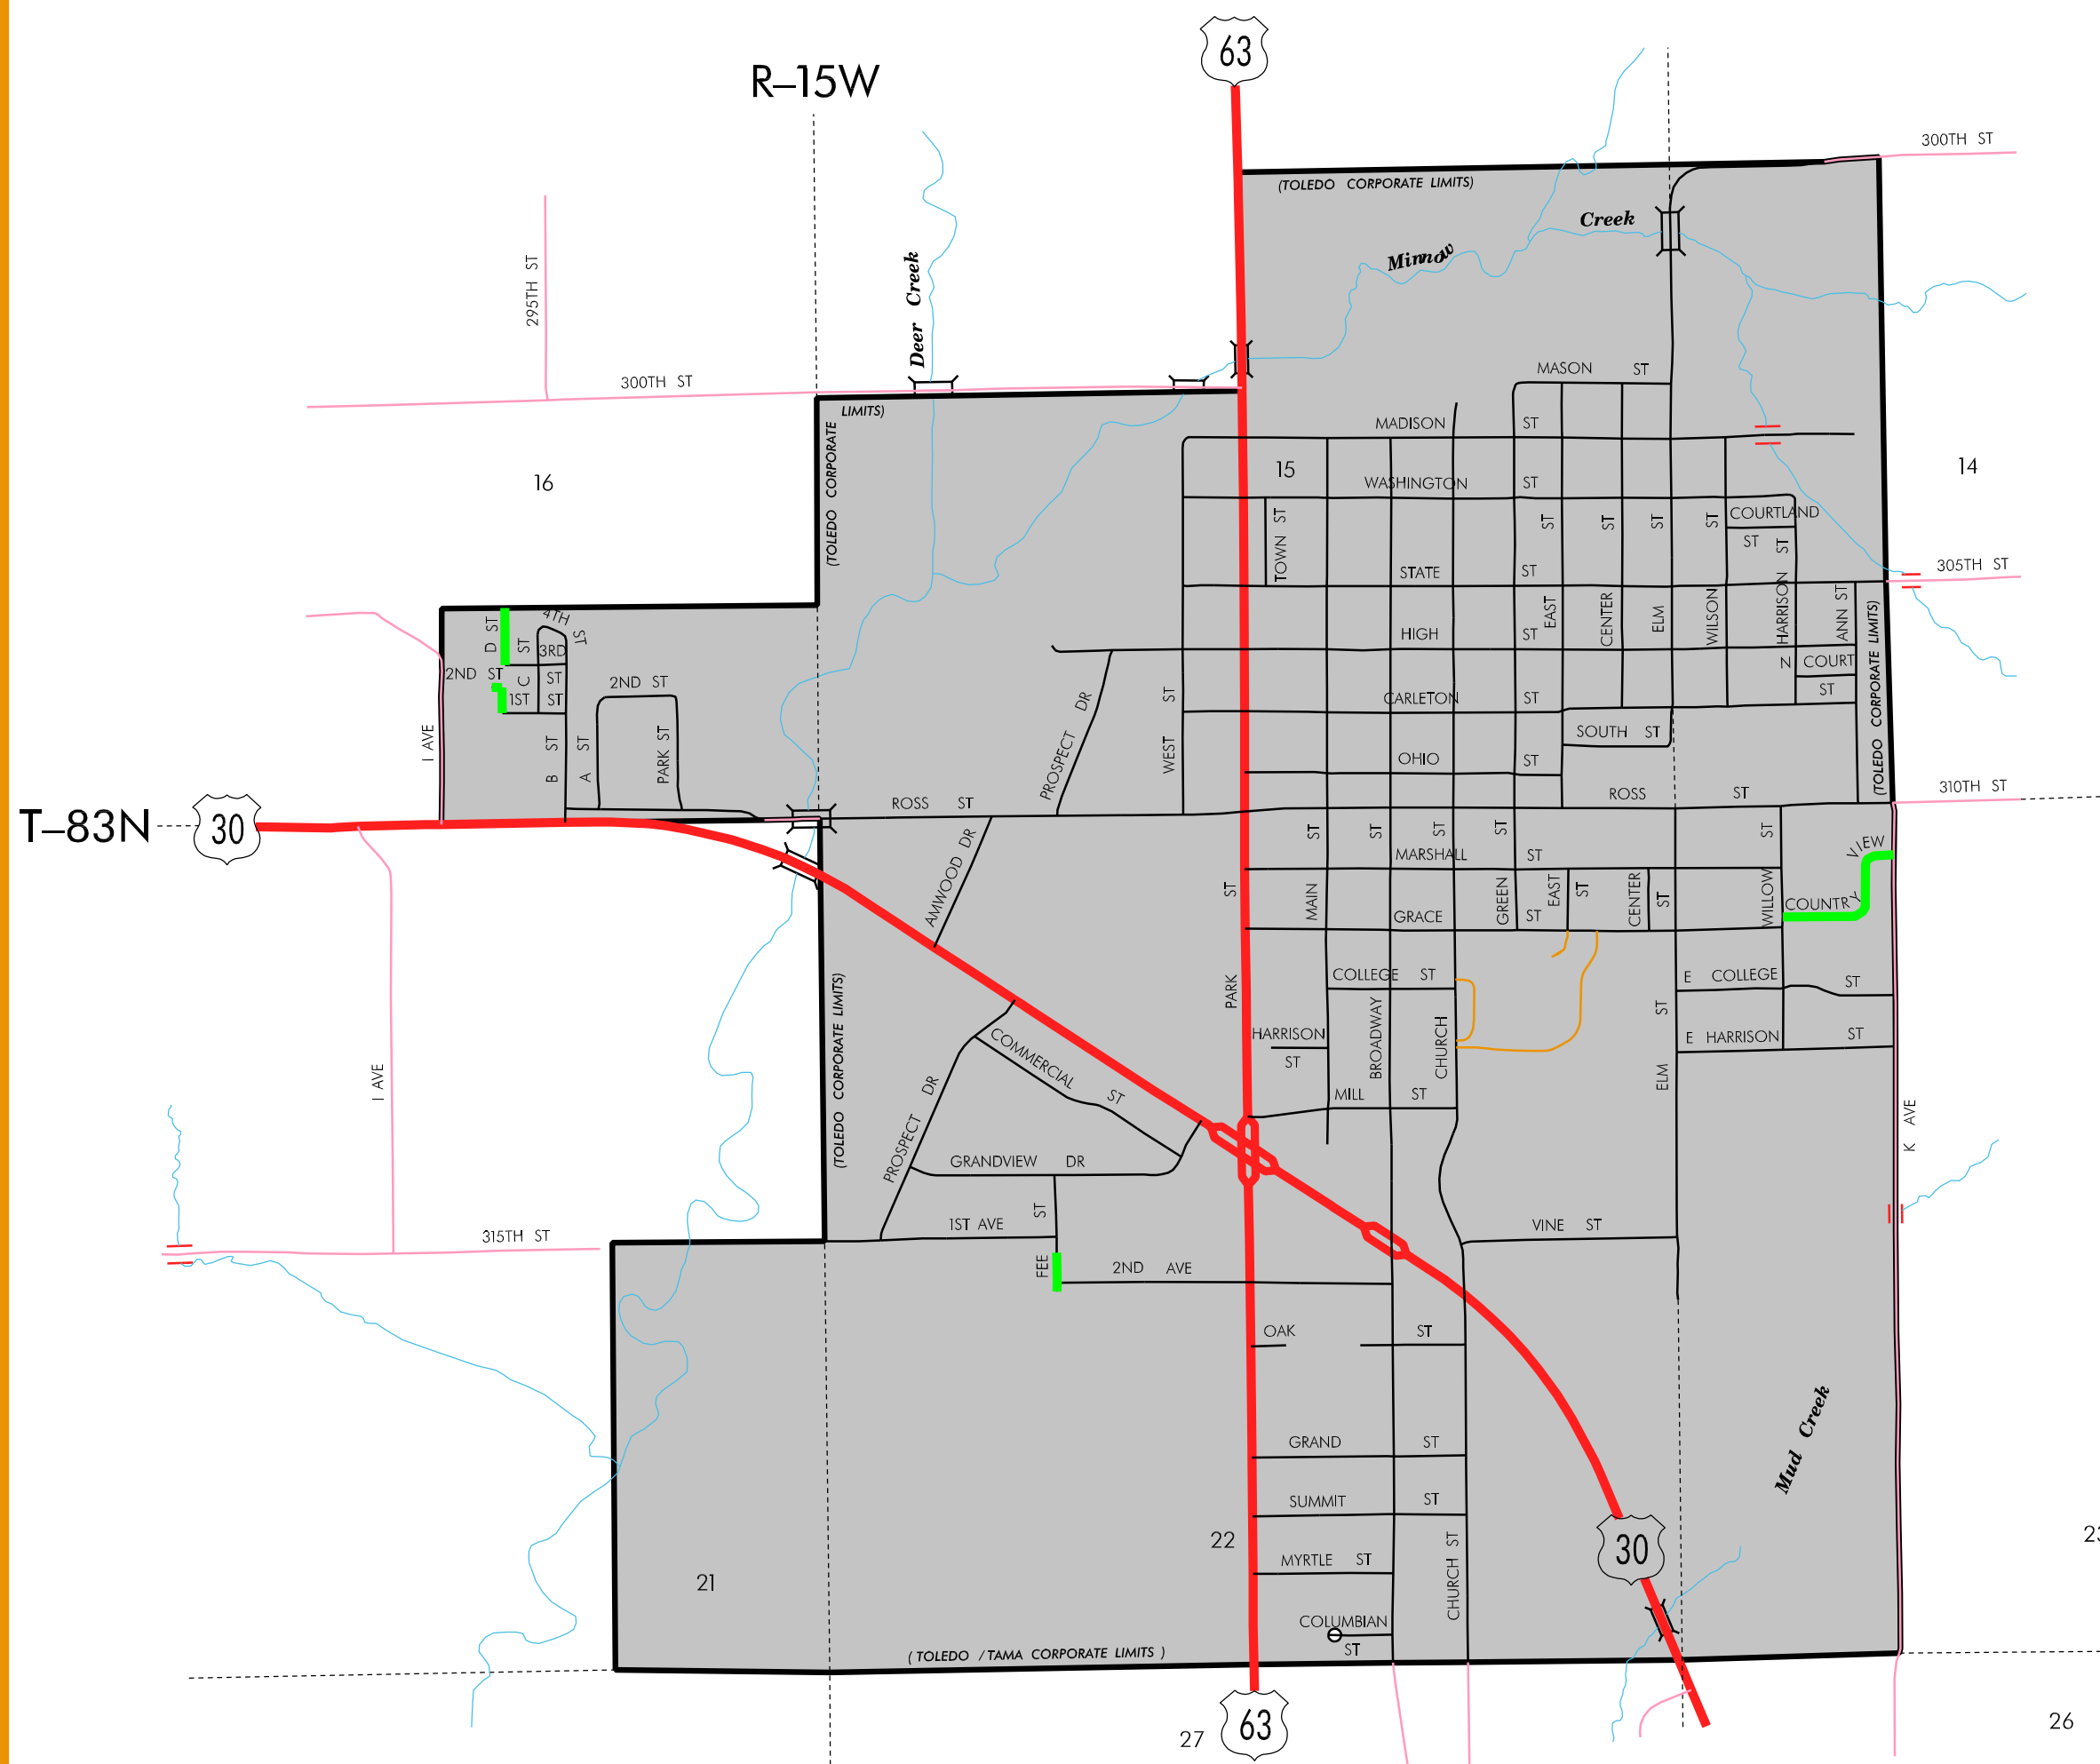 63
R–15W
300TH ST
(TOLEDO CORPORATE LIMITS)
Creek
Minnow
295TH ST
Deer Creek
300TH ST
MASON ST
LIMITS)
(TOLEDO CORPORATE
MADISON ST
16
15
14
WASHINGTON ST
TOWN ST
COURTLAND
ST
STATE ST
305TH ST
EAST ST
CENTER ST
ELM ST
WILSON ST
HARRISON ST
ANN ST
(TOLEDO CORPORATE LIMITS)
D ST
4TH ST
C ST
3RD
ST
2ND ST
1ST ST
2ND ST
HIGH ST
N COURT
ST
CARLETON ST
PROSPECT DR
WEST ST
SOUTH ST
I AVE
B ST
A ST
PARK ST
OHIO ST
ROSS ST
ROSS ST
310TH ST
T–83N
30
AMWOOD DR
MARSHALL ST
MAIN ST
ST
ST
GREEN ST
EAST ST
CENTER ST
WILLOW ST
COUNTRY VIEW
PARK ST
GRACE ST
COLLEGE ST
E COLLEGE ST
(TOLEDO CORPORATE LIMITS)
HARRISON
ST
BROADWAY
CHURCH
ELM ST
E HARRISON ST
COMMERCIAL ST
I AVE
PROSPECT DR
MILL ST
K AVE
GRANDVIEW DR
1ST AVE
FEE ST
VINE ST
315TH ST
2ND AVE
OAK ST
Mud Creek
GRAND ST
SUMMIT ST
22
30
21
MYRTLE ST
CHURCH ST
COLUMBIAN
ST
( TOLEDO / TAMA CORPORATE LIMITS )
27
63
26